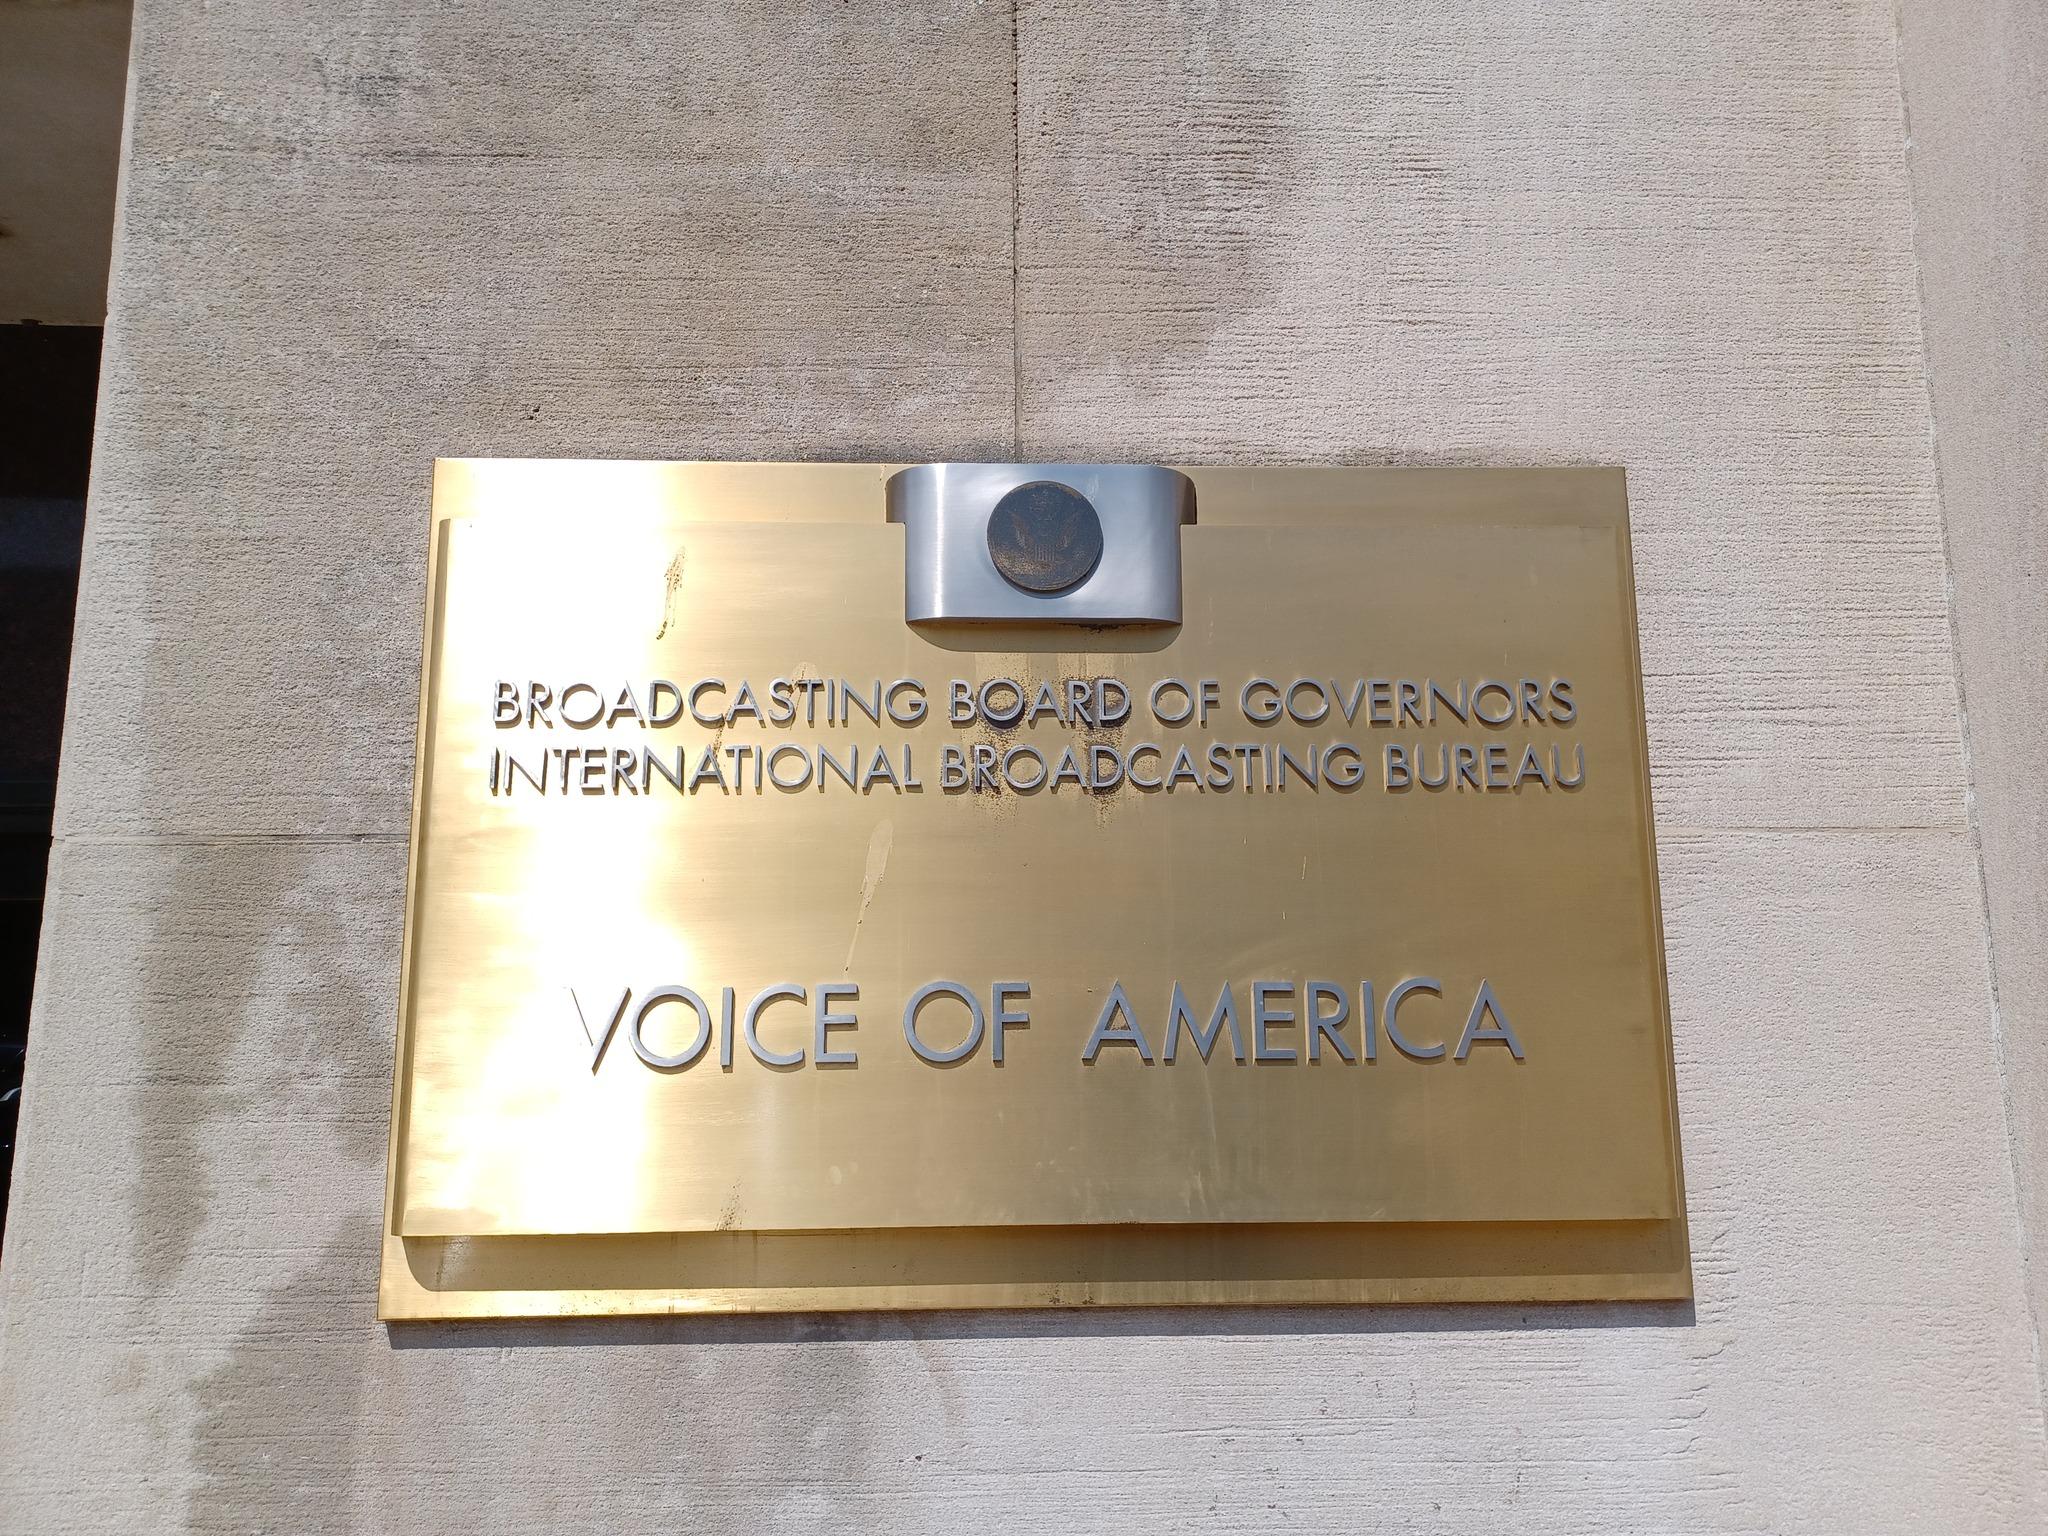 BROADCASTING BOARD OF GOVERNORS
INTERNATIONAL BROADCASTING BUREAU
VOICE OF AMERICA